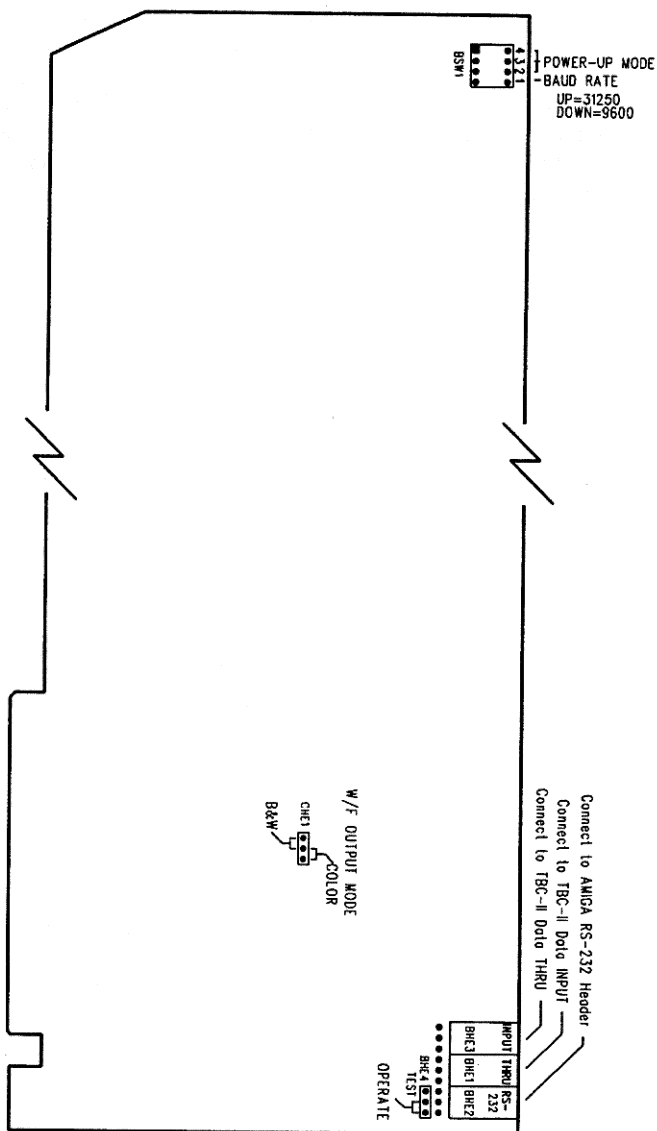 4 3 2 1
POWER-UP MODE
BAUD RATE
UP=31250
DOWN=9600
BSW1
Connect to AMIGA RS-232 Header
Connect to TBC-II Data INPUT
Connect to TBC-II Data THRU
W/F OUTPUT MODE
CHE1
COLOR
B&W
INPUT
THRU
RS-
232
BHE3
BHE1
BHE2
BHE4
TEST
OPERATE